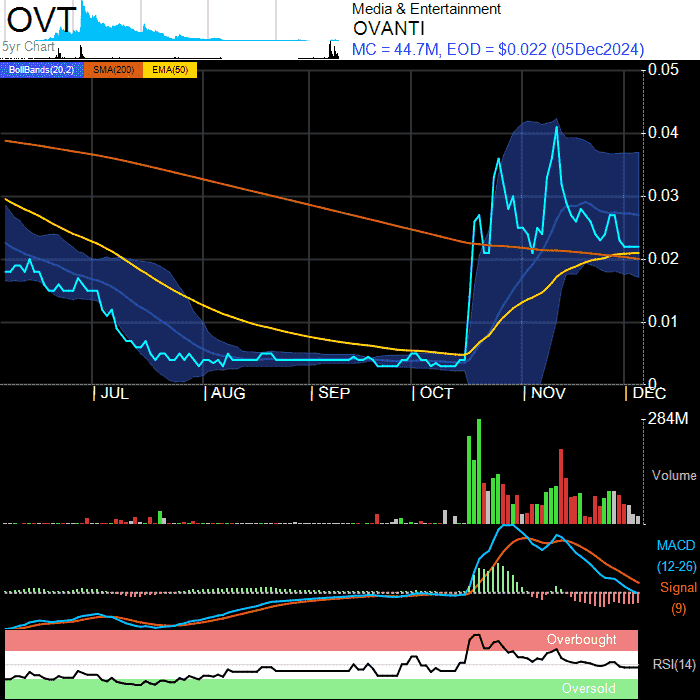 OVT
5yr Chart
Media & Entertainment
OVANTI
MC = 44.7M, EOD = $0.022 (05Dec2024)
BollBands(20,2) SMA(200) EMA(50)
0.05
0.04
0.03
0.02
0.01
0
JUL AUG SEP OCT NOV DEC
284M
Volume
MACD
(12-26)
Signal
(9)
Overbought
RSI(14)
Oversold